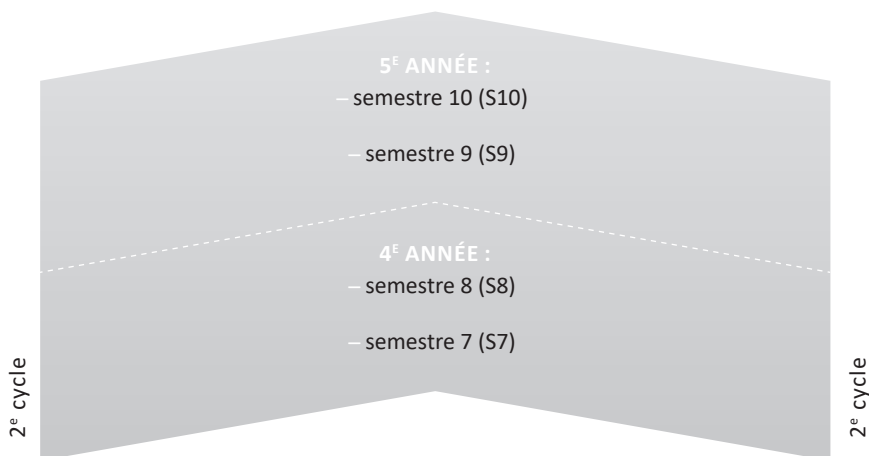 5E ANNÉE :
– semestre 10 (S10)
– semestre 9 (S9)
4E ANNÉE :
– semestre 8 (S8)
– semestre 7 (S7)
2e cycle
2e cycle